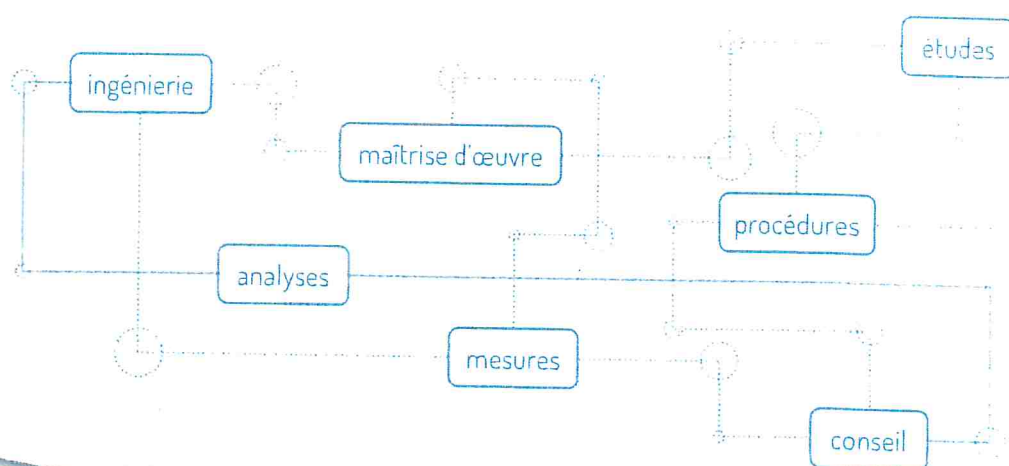 études
ingénierie
maîtrise d'œuvre
procédures
analyses
mesures
conseil